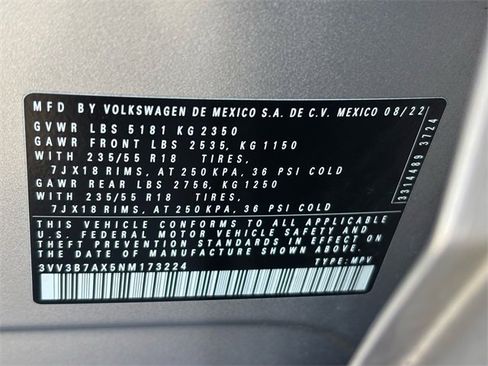 MFD BY VOLKSWAGEN DE MEXICO S.A. DE C.V. MEXICO 08/22
GVWR LBS 5181 KG 2350
GAWR FRONT LBS 2535, KG 1150
WITH 235/55 R18 TIRES,
7JX18 RIMS, AT 250 KPA, 36 PSI COLD
GAWR REAR LBS 2756, KG 1250
WITH 235/55 R18 TIRES,
7JX18 RIMS, AT 250 KPA, 36 PSI COLD
THIS VEHICLE CONFORMS TO ALL APPLICABLE
U.S. FEDERAL MOTOR VEHICLE SAFETY AND
THEFT PREVENTION STANDARDS IN EFFECT ON
THE DATE OF MANUFACTURE SHOWN ABOVE.
3VV3B7AX5NM173224 TYPE: MPV
3314489 3724